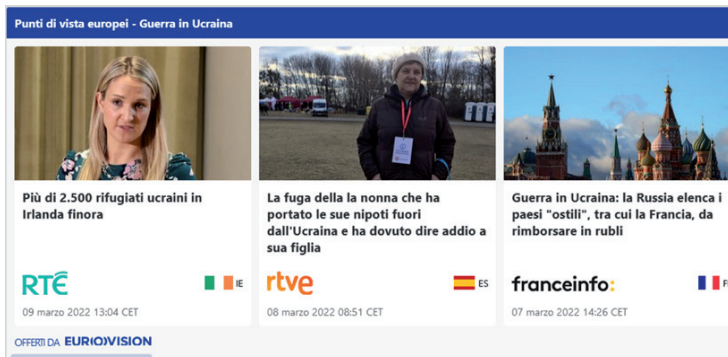 Punti di vista europei - Guerra in Ucraina
Più di 2.500 rifugiati ucraini in
Irlanda finora
RTÉ
IE
09 marzo 2022 13:04 CET
La fuga della la nonna che ha
portato le sue nipoti fuori
dall'Ucraina e ha dovuto dire addio a
sua figlia
rtve
ES
08 marzo 2022 08:51 CET
Guerra in Ucraina: la Russia elenca i
paesi "ostili", tra cui la Francia, da
rimborsare in rubli
franceinfo:
07 marzo 2022 14:26 CET
OFFERTI DA EUROVISION